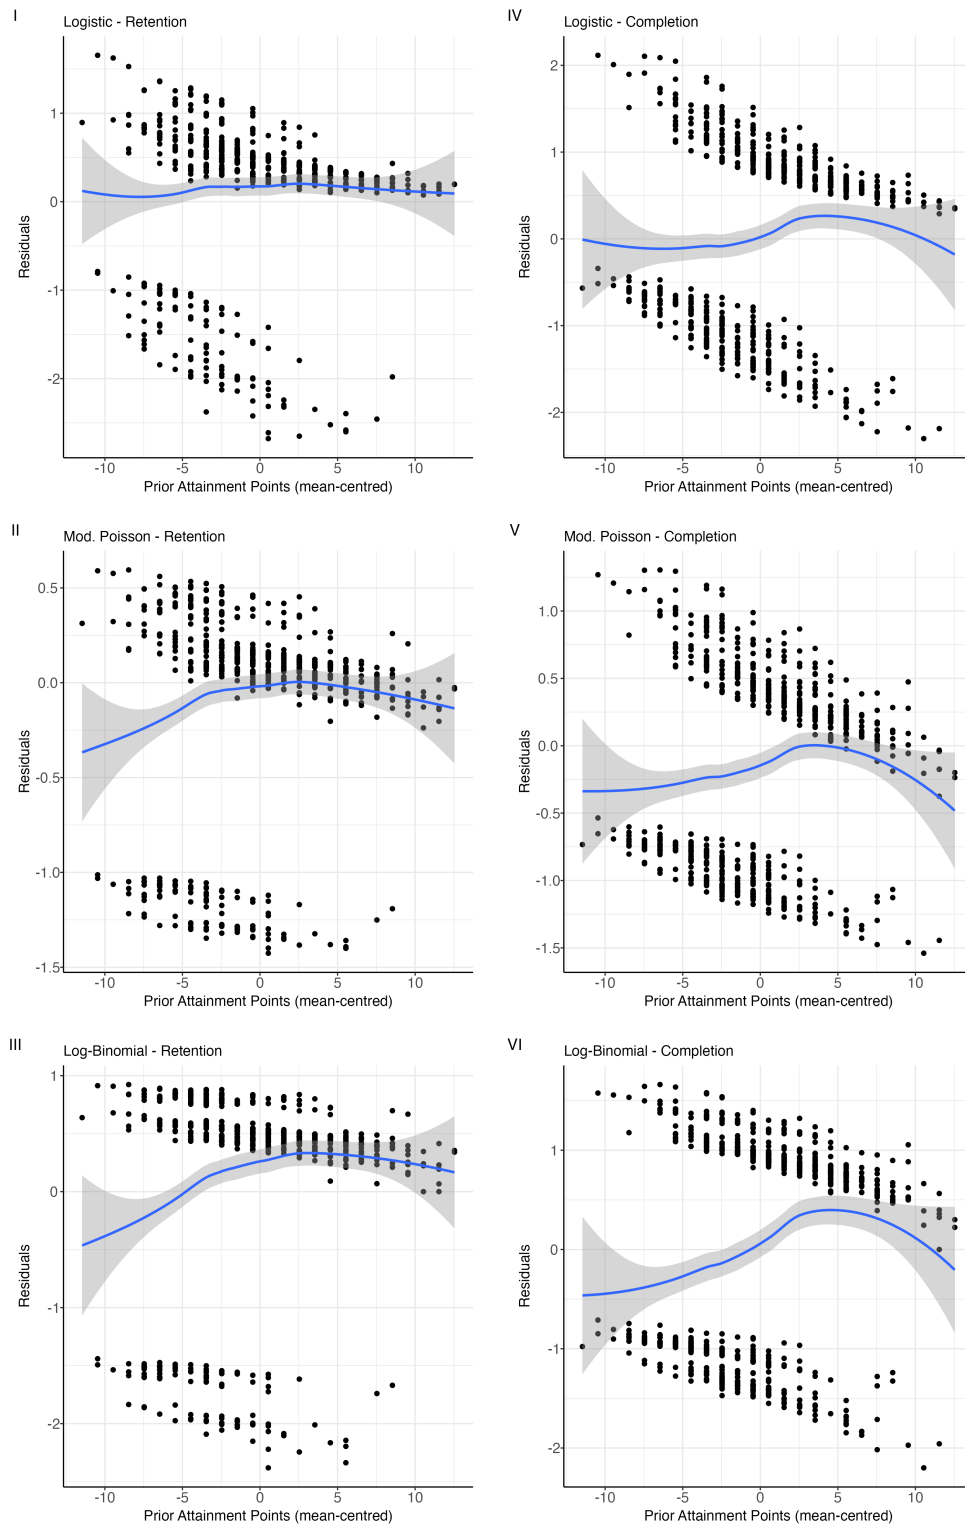 I
Logistic - Retention
Residuals
1
0
-1
-2
-10 -5 0 5 10
Prior Attainment Points (mean-centred)
IV
Logistic - Completion
Residuals
2
1
0
-1
-2
-10 -5 0 5 10
Prior Attainment Points (mean-centred)
II
Mod. Poisson - Retention
Residuals
0.5
0.0
-0.5
-1.0
-1.5
-10 -5 0 5 10
Prior Attainment Points (mean-centred)
V
Mod. Poisson - Completion
Residuals
1.0
0.5
0.0
-0.5
-1.0
-1.5
-10 -5 0 5 10
Prior Attainment Points (mean-centred)
III
Log-Binomial - Retention
Residuals
1
0
-1
-2
-10 -5 0 5 10
Prior Attainment Points (mean-centred)
VI
Log-Binomial - Completion
Residuals
1
0
-1
-2
-10 -5 0 5 10
Prior Attainment Points (mean-centred)